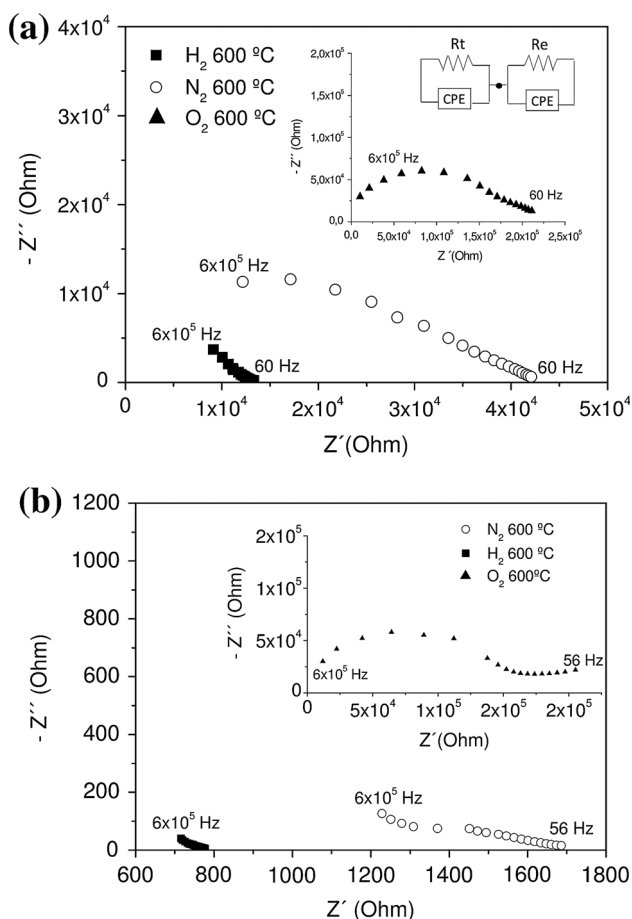 (a)
H2 600 ºC
N2 600 ºC
O2 600 ºC
Rt
Re
CPE
CPE
2,0x10^5
1,5x10^5
1,0x10^5
5,0x10^4
0,0
- Z´´ (Ohm)
6x10^5 Hz
60 Hz
0,0
5,0x10^4
1,0x10^5
1,5x10^5
2,0x10^5
2,5x10^5
Z´(Ohm)
4x10^4
3x10^4
2x10^4
1x10^4
0
- Z´´ (Ohm)
6x10^5 Hz
6x10^5 Hz
60 Hz
60 Hz
0
1x10^4
2x10^4
3x10^4
4x10^4
5x10^4
Z´(Ohm)
(b)
N2 600 ºC
H2 600 ºC
O2 600ºC
2x10^5
1x10^5
5x10^4
0
- Z´´ (Ohm)
6x10^5 Hz
56 Hz
0
5x10^4
1x10^5
2x10^5
2x10^5
Z´(Ohm)
1200
1000
800
600
400
200
0
- Z´´ (Ohm)
6x10^5 Hz
6x10^5 Hz
56 Hz
600
800
1000
1200
1400
1600
1800
Z´ (Ohm)